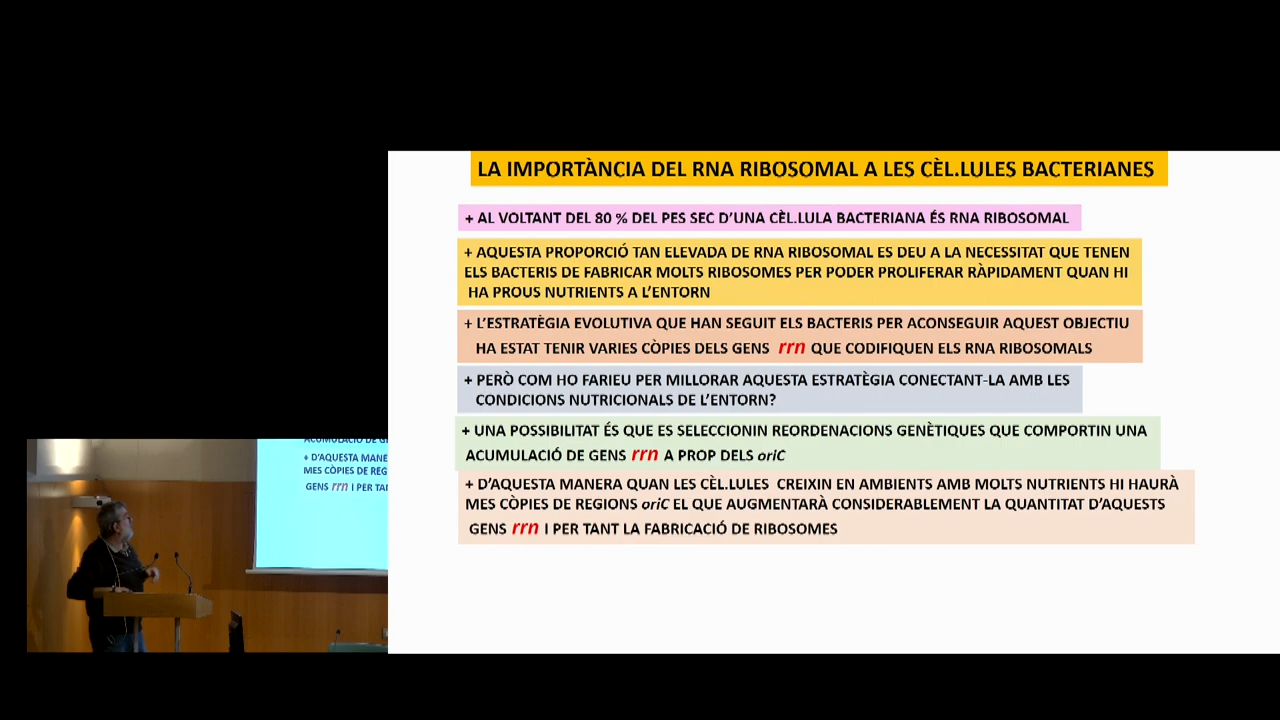 LA IMPORTÀNCIA DEL RNA RIBOSOMAL A LES CÈL.LULES BACTERIANES
+ AL VOLTANT DEL 80 % DEL PES SEC D'UNA CÈL.LULA BACTERIANA ÉS RNA RIBOSOMAL
+ AQUESTA PROPORCIÓ TAN ELEVADA DE RNA RIBOSOMAL ES DEU A LA NECESSITAT QUE TENEN
ELS BACTERIS DE FABRICAR MOLTS RIBOSOMES PER PODER PROLIFERAR RÀPIDAMENT QUAN HI
HA PROUS NUTRIENTS A L'ENTORN
+ L'ESTRATÈGIA EVOLUTIVA QUE HAN SEGUIT ELS BACTERIS PER ACONSEGUIR AQUEST OBJECTIU
HA ESTAT TENIR VARIES CÒPIES DELS GENS rrn QUE CODIFIQUEN ELS RNA RIBOSOMALS
+ PERÒ COM HO FARIEU PER MILLORAR AQUESTA ESTRATÈGIA CONECTANT-LA AMB LES
CONDICIONS NUTRICIONALS DE L'ENTORN?
+ UNA POSSIBILITAT ÉS QUE ES SELECCIONIN REORDENACIONS GENÈTIQUES QUE COMPORTIN UNA
ACUMULACIÓ DE GENS rrn A PROP DELS oriC
+ D'AQUESTA MANERA QUAN LES CÈL.LULES CREIXIN EN AMBIENTS AMB MOLTS NUTRIENTS HI HAURÀ
MES CÒPIES DE REGIONS oriC EL QUE AUGMENTARÀ CONSIDERABLEMENT LA QUANTITAT D'AQUESTS
GENS rrn I PER TANT LA FABRICACIÓ DE RIBOSOMES
ACUMULACIÓ DE G
+ D'AQUESTA MANE
MES CÒPIES DE REG
GENS rrn I PER TA